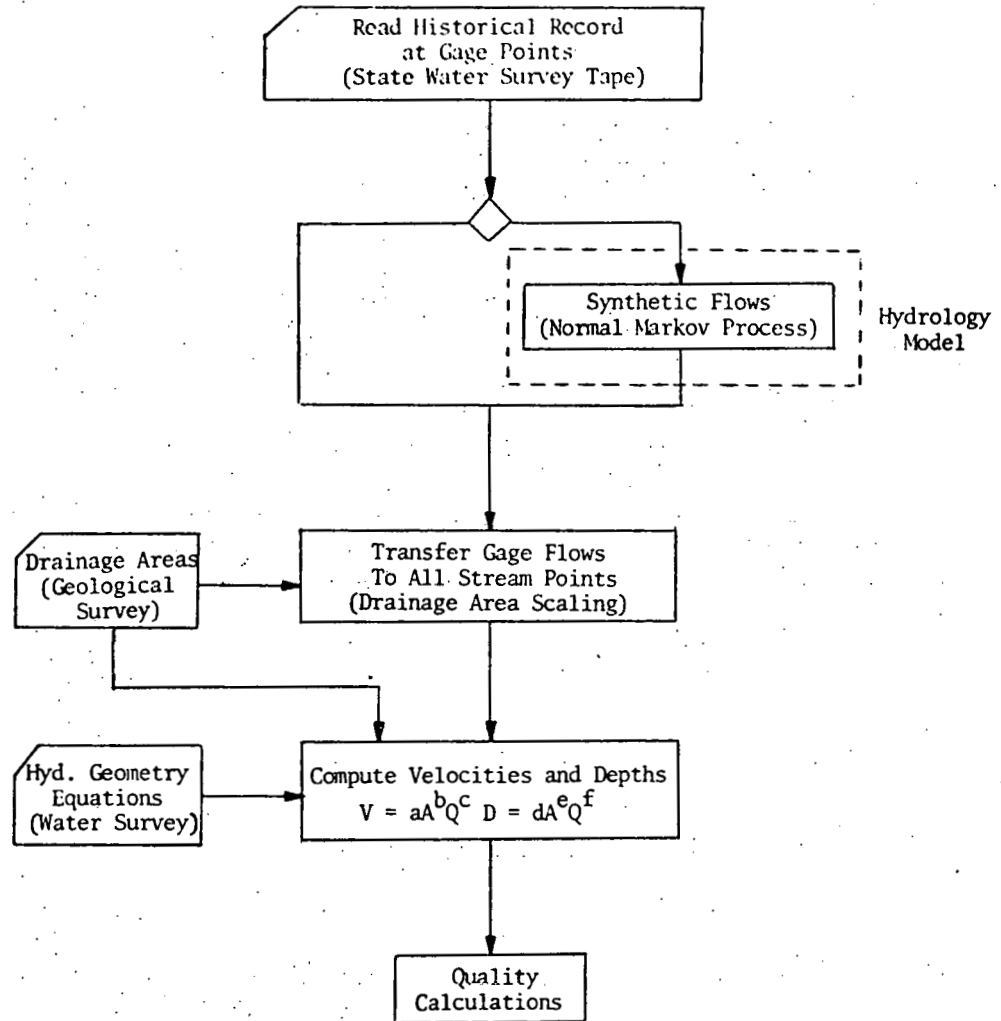 Read Historical Record
at Gage Points
(State Water Survey Tape)
Synthetic Flows
(Normal Markov Process)
Hydrology
Model
Drainage Areas
(Geological
Survey)
Transfer Gage Flows
To All Stream Points
(Drainage Area Scaling)
Hyd. Geometry
Equations
(Water Survey)
Compute Velocities and Depths
V = aA^bQ^c D = dA^eQ^f
Quality
Calculations